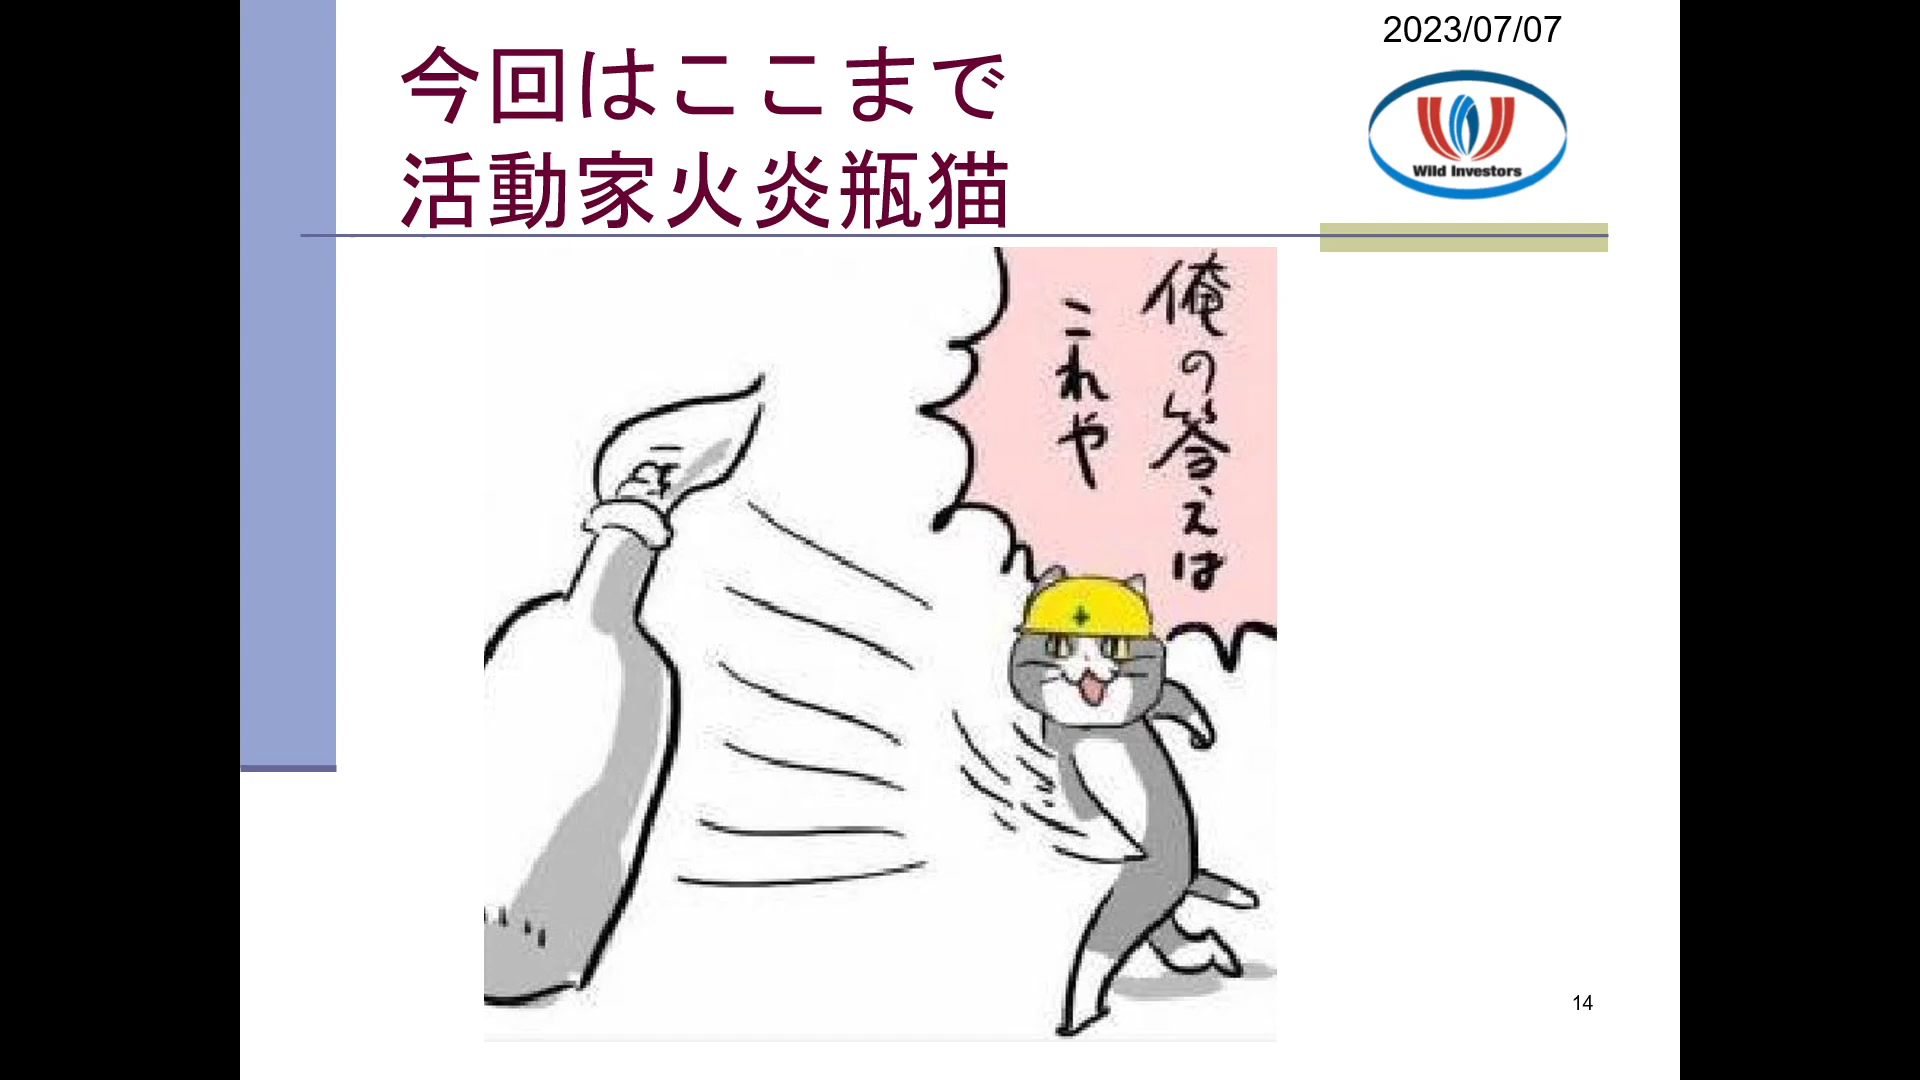 2023/07/07
今回はここまで
活動家火炎瓶猫
Wild Investors
俺の答えは
これや
14